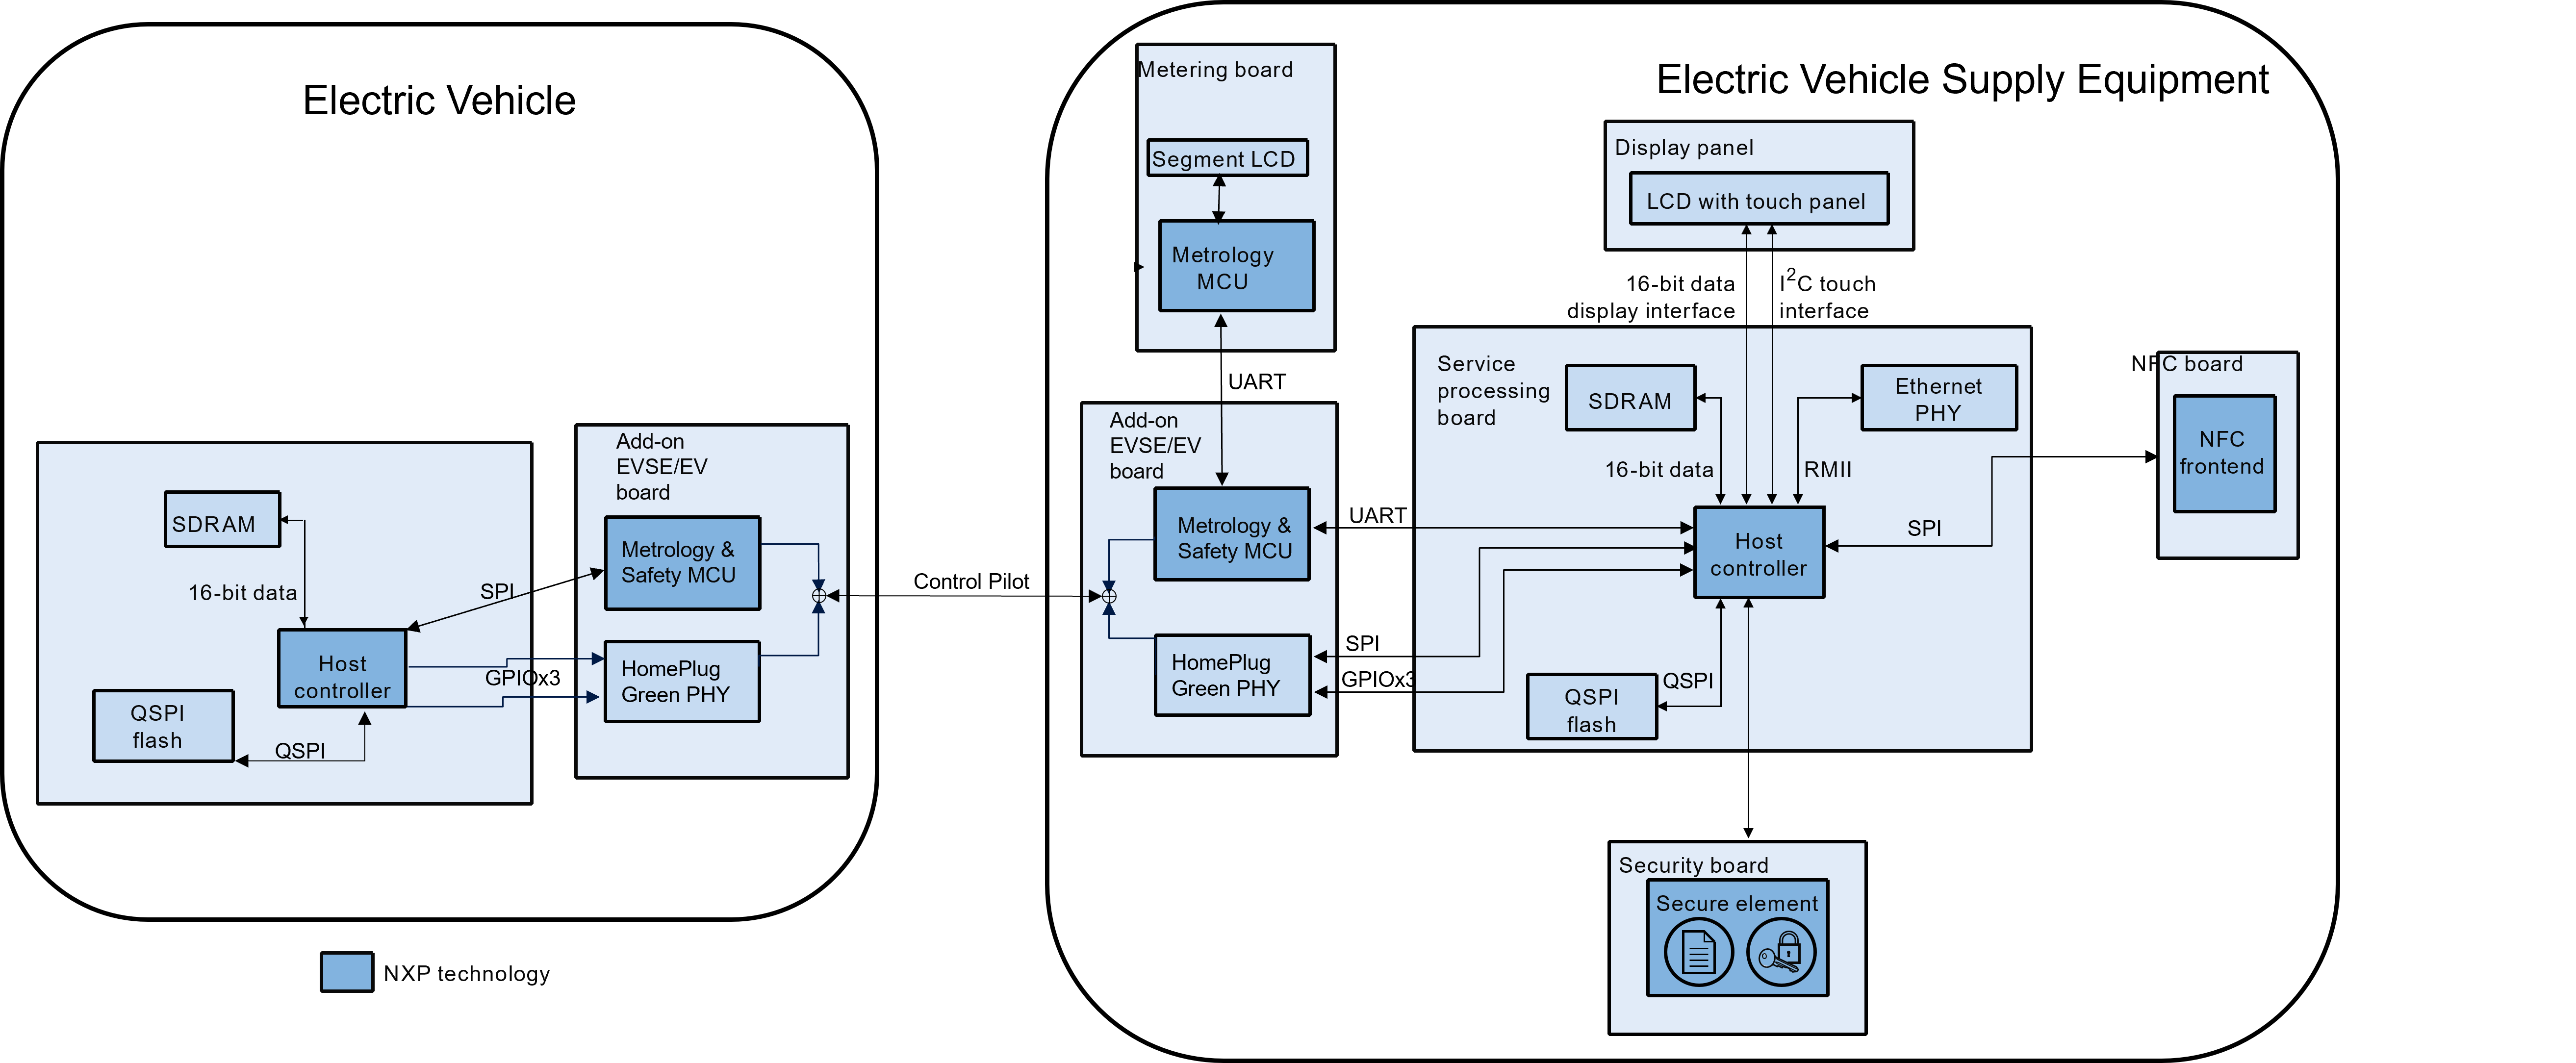 Electric Vehicle
SDRAM
16-bit data
Host
controller
QSPI
flash
QSPI
SPI
GPIOx3
Add-on
EVSE/EV
board
Metrology &
Safety MCU
HomePlug
Green PHY
Control Pilot
NXP technology
Electric Vehicle Supply Equipment
Metering board
Segment LCD
Metrology
MCU
UART
Add-on
EVSE/EV
board
Metrology &
Safety MCU
HomePlug
Green PHY
UART
SPI
GPIOx3
Display panel
LCD with touch panel
16-bit data
display interface
I²C touch
interface
Service
processing
board
SDRAM
Ethernet
PHY
16-bit data
RMII
Host
controller
QSPI
flash
QSPI
SPI
NFC board
NFC
frontend
Security board
Secure element